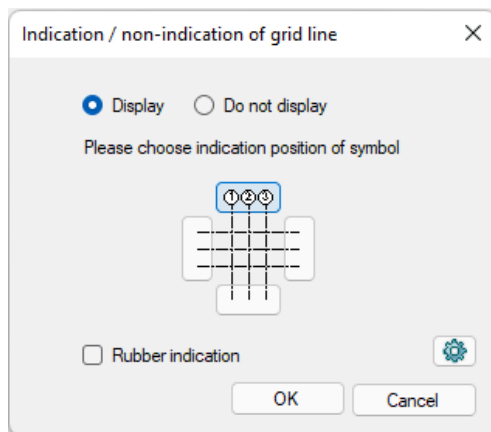 Indication / non-indication of grid line
Display Do not display
Please choose indication position of symbol
1 2 3
Rubber indication
OK Cancel